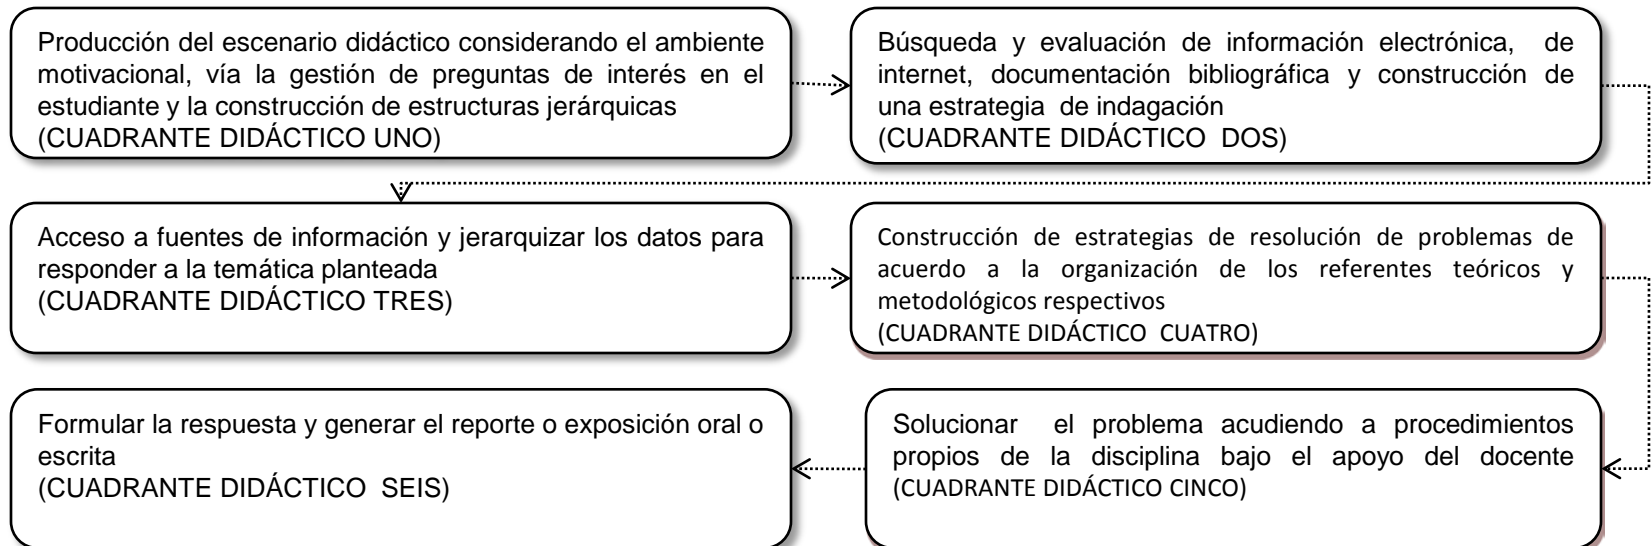 Producción del escenario didáctico considerando el ambiente
motivacional, vía la gestión de preguntas de interés en el
estudiante y la construcción de estructuras jerárquicas
(CUADRANTE DIDÁCTICO UNO)
Búsqueda y evaluación de información electrónica, de
internet, documentación bibliográfica y construcción de
una estrategia de indagación
(CUADRANTE DIDÁCTICO DOS)
Acceso a fuentes de información y jerarquizar los datos para
responder a la temática planteada
(CUADRANTE DIDÁCTICO TRES)
Construcción de estrategias de resolución de problemas de
acuerdo a la organización de los referentes teóricos y
metodológicos respectivos
(CUADRANTE DIDÁCTICO CUATRO)
Solucionar el problema acudiendo a procedimientos
propios de la disciplina bajo el apoyo del docente
(CUADRANTE DIDÁCTICO CINCO)
Formular la respuesta y generar el reporte o exposición oral o
escrita
(CUADRANTE DIDÁCTICO SEIS)